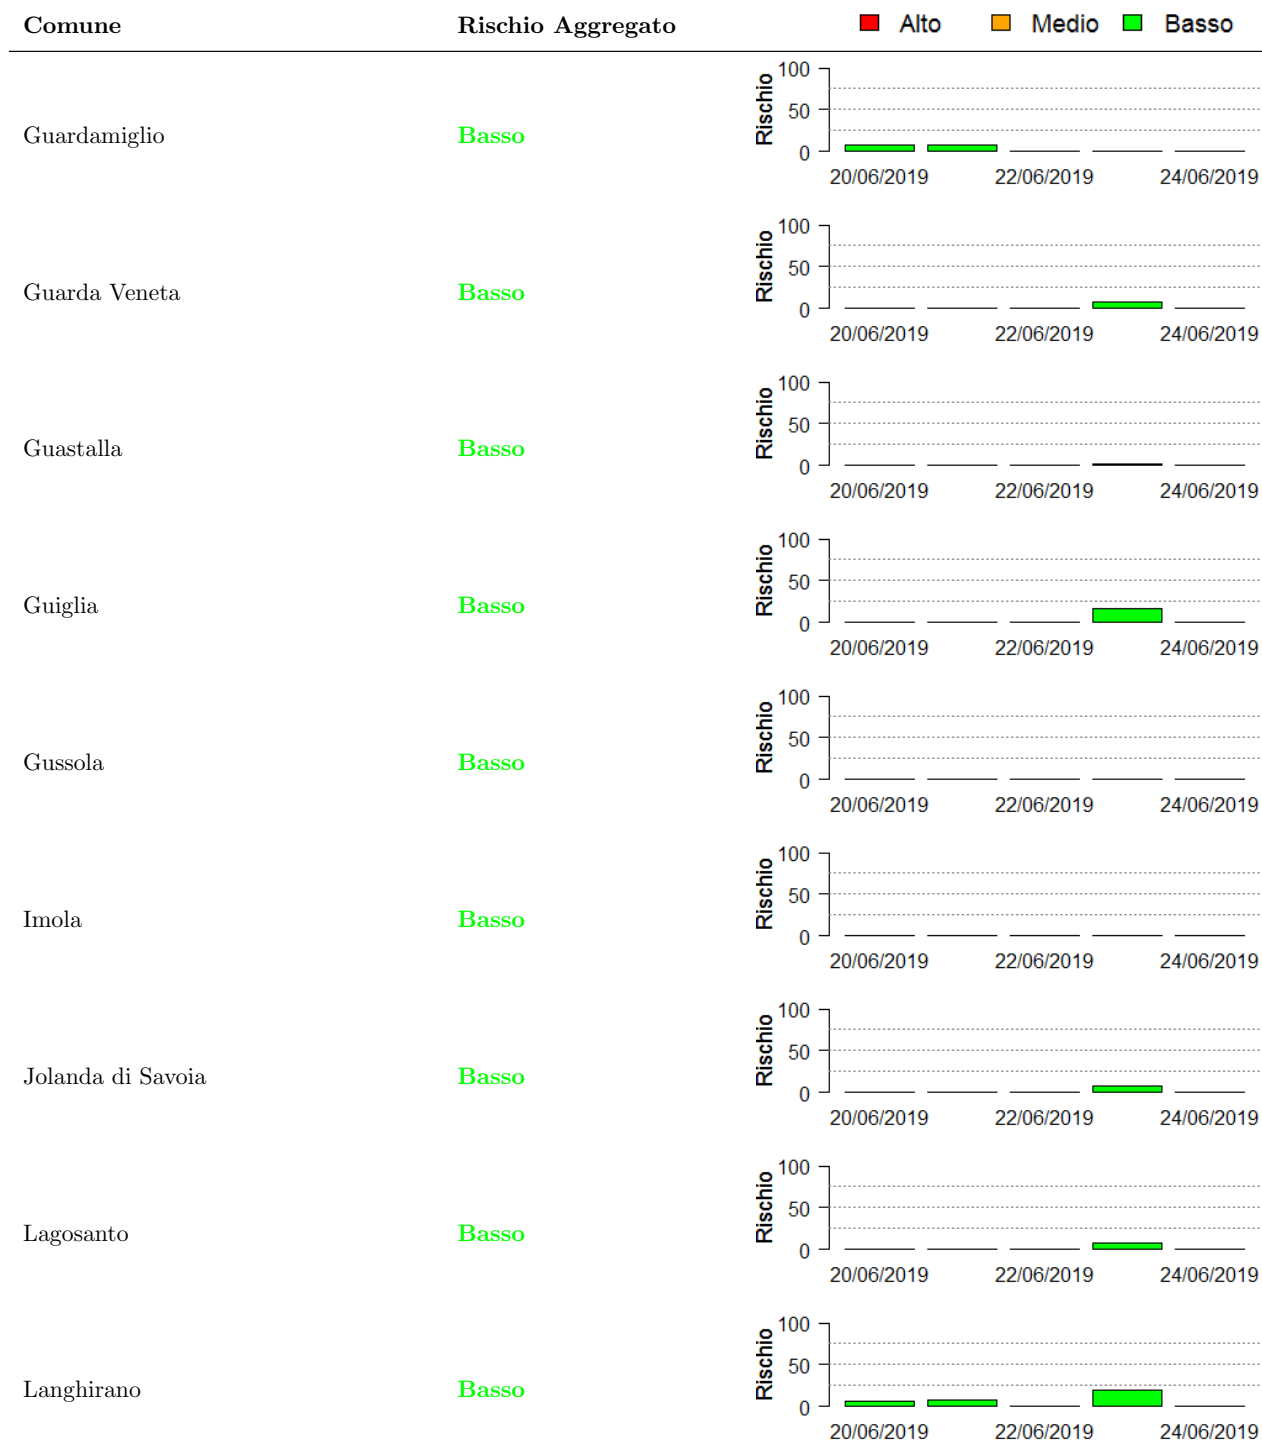 Comune Rischio Aggregato Alto Medio Basso
100
50
0
Rischio
Guardamiglio Basso
20/06/2019 22/06/2019 24/06/2019
100
50
0
Rischio
Guarda Veneta Basso
20/06/2019 22/06/2019 24/06/2019
100
50
0
Rischio
Guastalla Basso
20/06/2019 22/06/2019 24/06/2019
100
50
0
Rischio
Guiglia Basso
20/06/2019 22/06/2019 24/06/2019
100
50
0
Rischio
Gussola Basso
20/06/2019 22/06/2019 24/06/2019
100
50
0
Rischio
Imola Basso
20/06/2019 22/06/2019 24/06/2019
100
50
0
Rischio
Jolanda di Savoia Basso
20/06/2019 22/06/2019 24/06/2019
100
50
0
Rischio
Lagosanto Basso
20/06/2019 22/06/2019 24/06/2019
100
50
0
Rischio
Langhirano Basso
20/06/2019 22/06/2019 24/06/2019